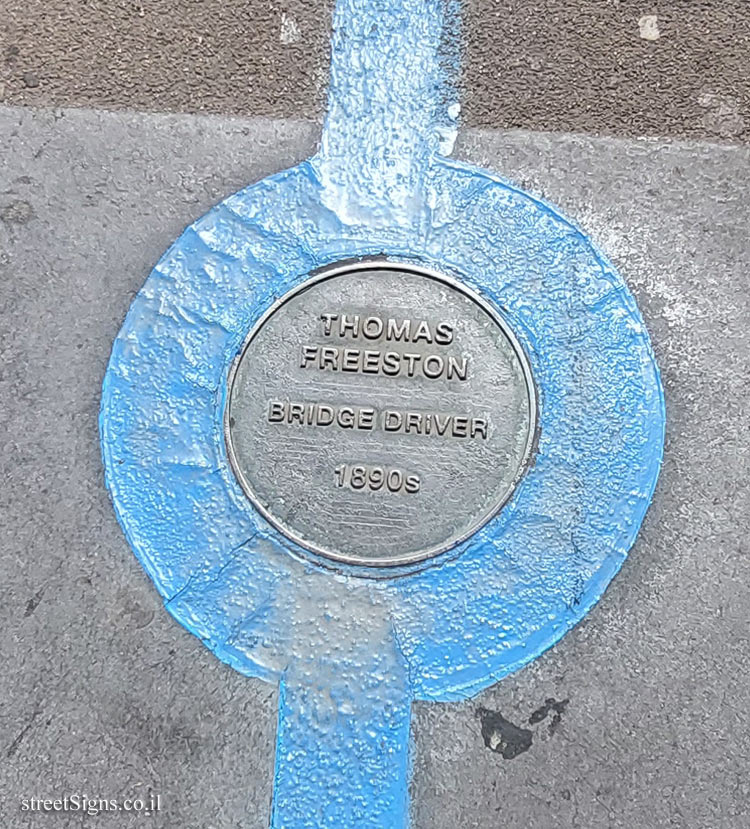 THOMAS
FREESTON
BRIDGE DRIVER
1890s
streetSigns.co.il